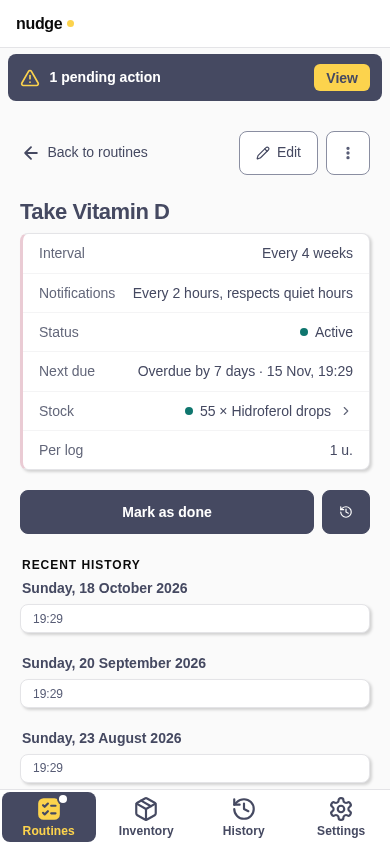 nudge
1 pending action
View
Back to routines
Edit
Take Vitamin D
Interval Every 4 weeks
Notifications Every 2 hours, respects quiet hours
Status Active
Next due Overdue by 7 days · 15 Nov, 19:29
Stock 55 × Hidroferol drops
Per log 1 u.
Mark as done
RECENT HISTORY
Sunday, 18 October 2026
19:29
Sunday, 20 September 2026
19:29
Sunday, 23 August 2026
19:29
Routines Inventory History Settings